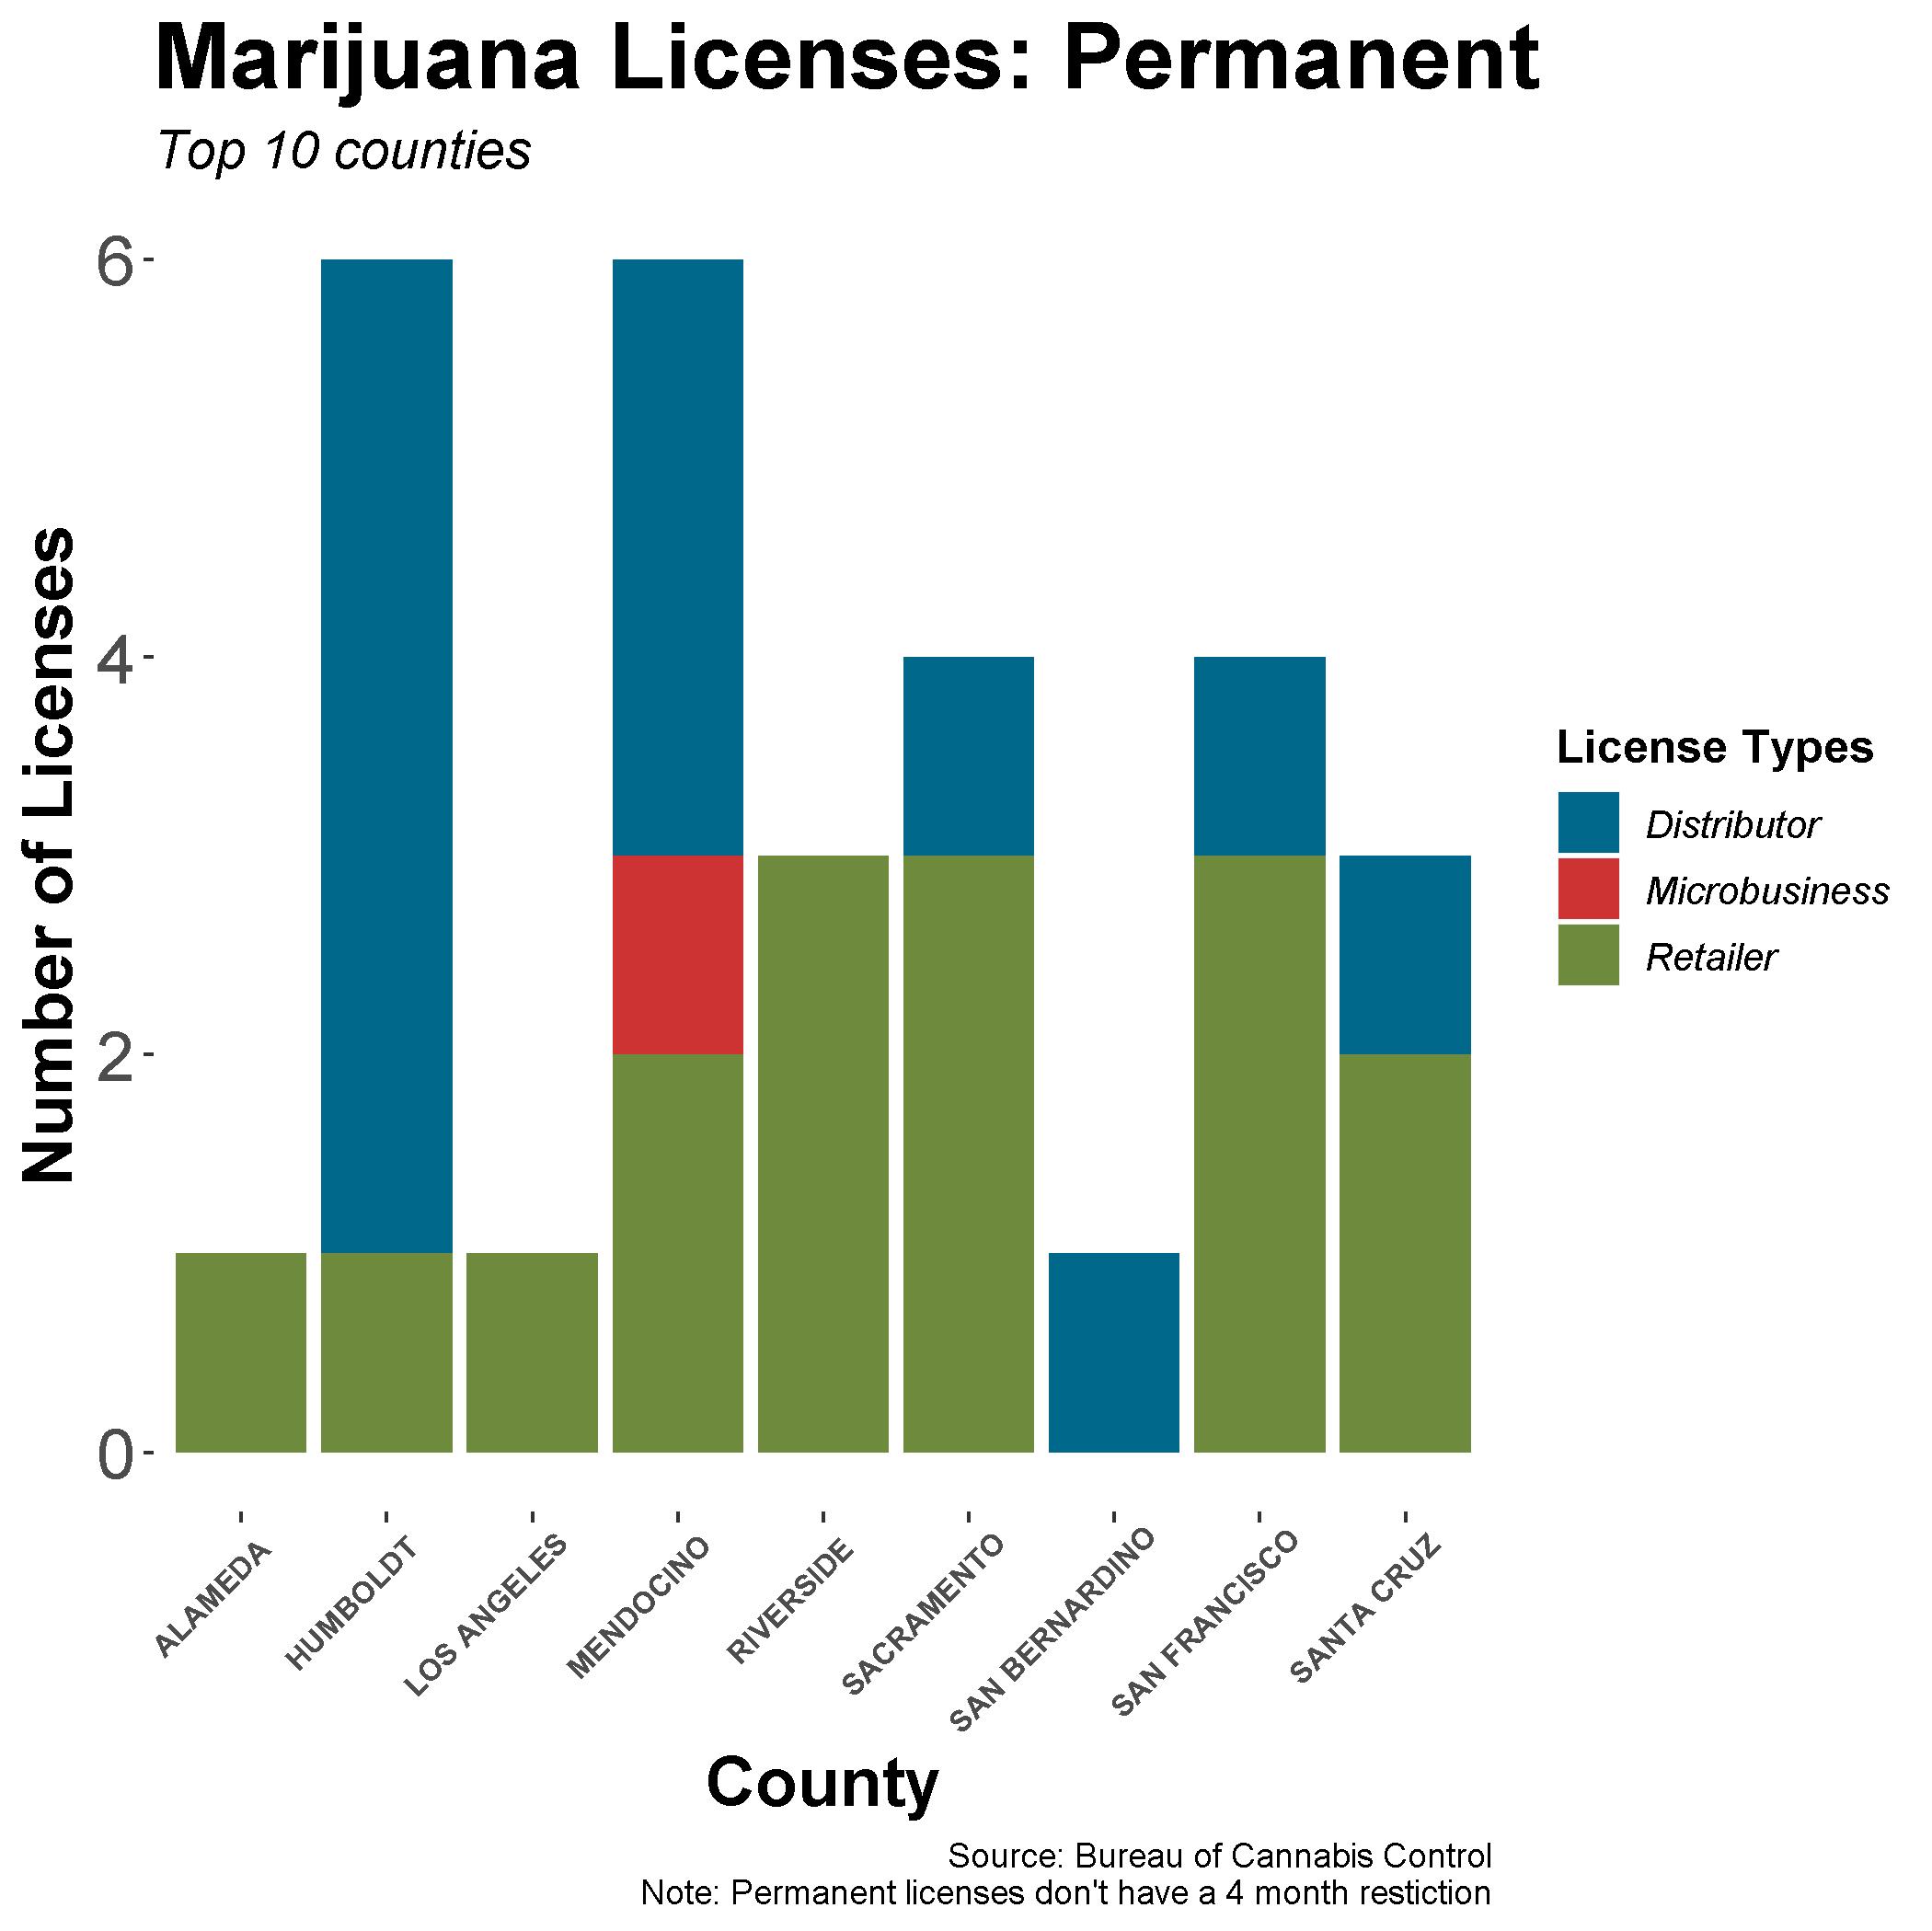 Marijuana Licenses: Permanent
Top 10 counties
Number of Licenses
6
4
2
0
ALAMEDA
HUMBOLDT
LOS ANGELES
MENDOCINO
RIVERSIDE
SACRAMENTO
SAN BERNARDINO
SAN FRANCISCO
SANTA CRUZ
County
License Types
Distributor
Microbusiness
Retailer
Source: Bureau of Cannabis Control
Note: Permanent licenses don't have a 4 month restiction